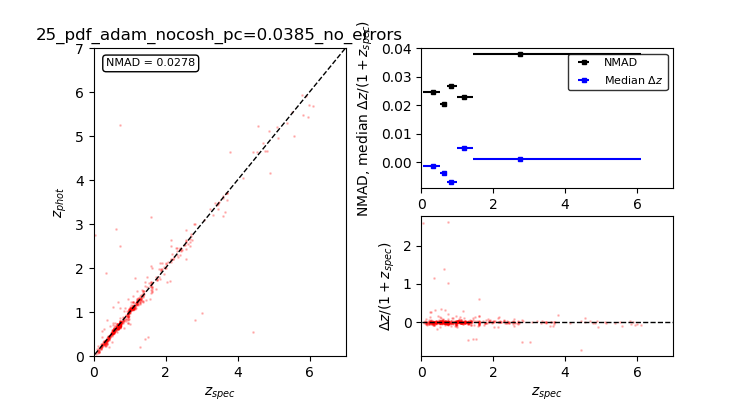 25_pdf_adam_nocosh_pc=0.0385_no_errors
NMAD = 0.0278
7
6
5
4
3
2
1
0
z_phot
0 2 4 6
z_spec
NMAD, median Δz/(1 + z_spec)
0.04
0.03
0.02
0.01
0.00
NMAD
Median Δz
0 2 4 6
Δz/(1 + z_spec)
2
1
0
0 2 4 6
z_spec